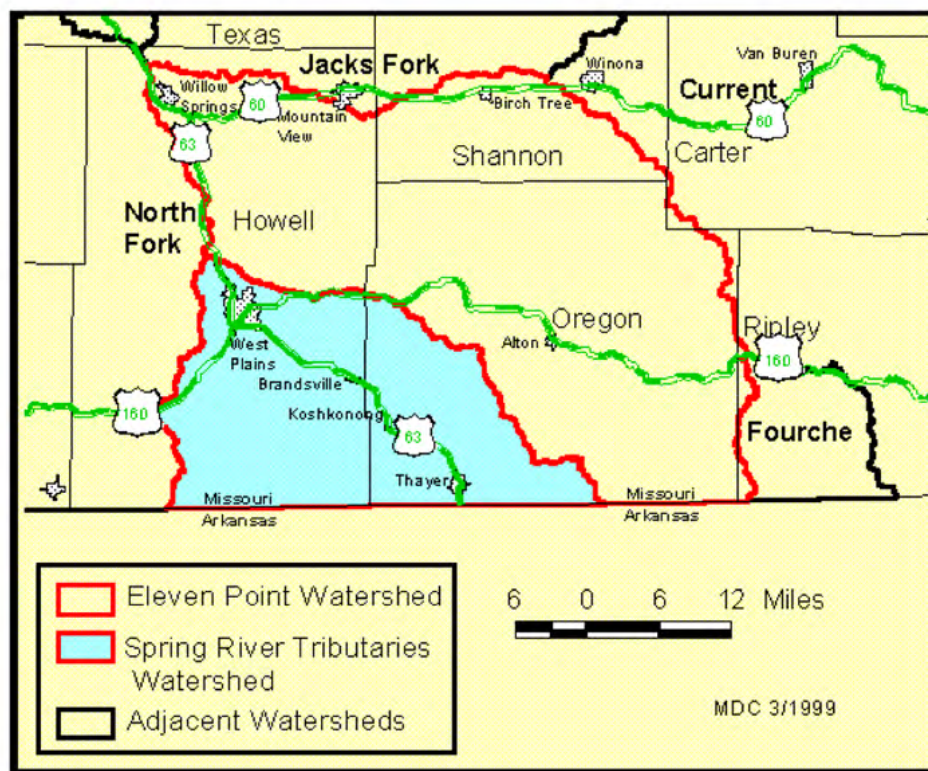 Texas
Jacks Fork
Winona
Van Buren
Willow
Springs
60
Mountain
View
Birch Tree
Current
60
63
Shannon
Carter
North
Fork
Howell
West
Plains
Oregon
Alton
Ripley
160
Brandsville
Koshkonong
160
63
Fourche
Thayer
Missouri
Arkansas
Missouri
Arkansas
Eleven Point Watershed
Spring River Tributaries
Watershed
Adjacent Watersheds
6 0 6 12 Miles
MDC 3/1999